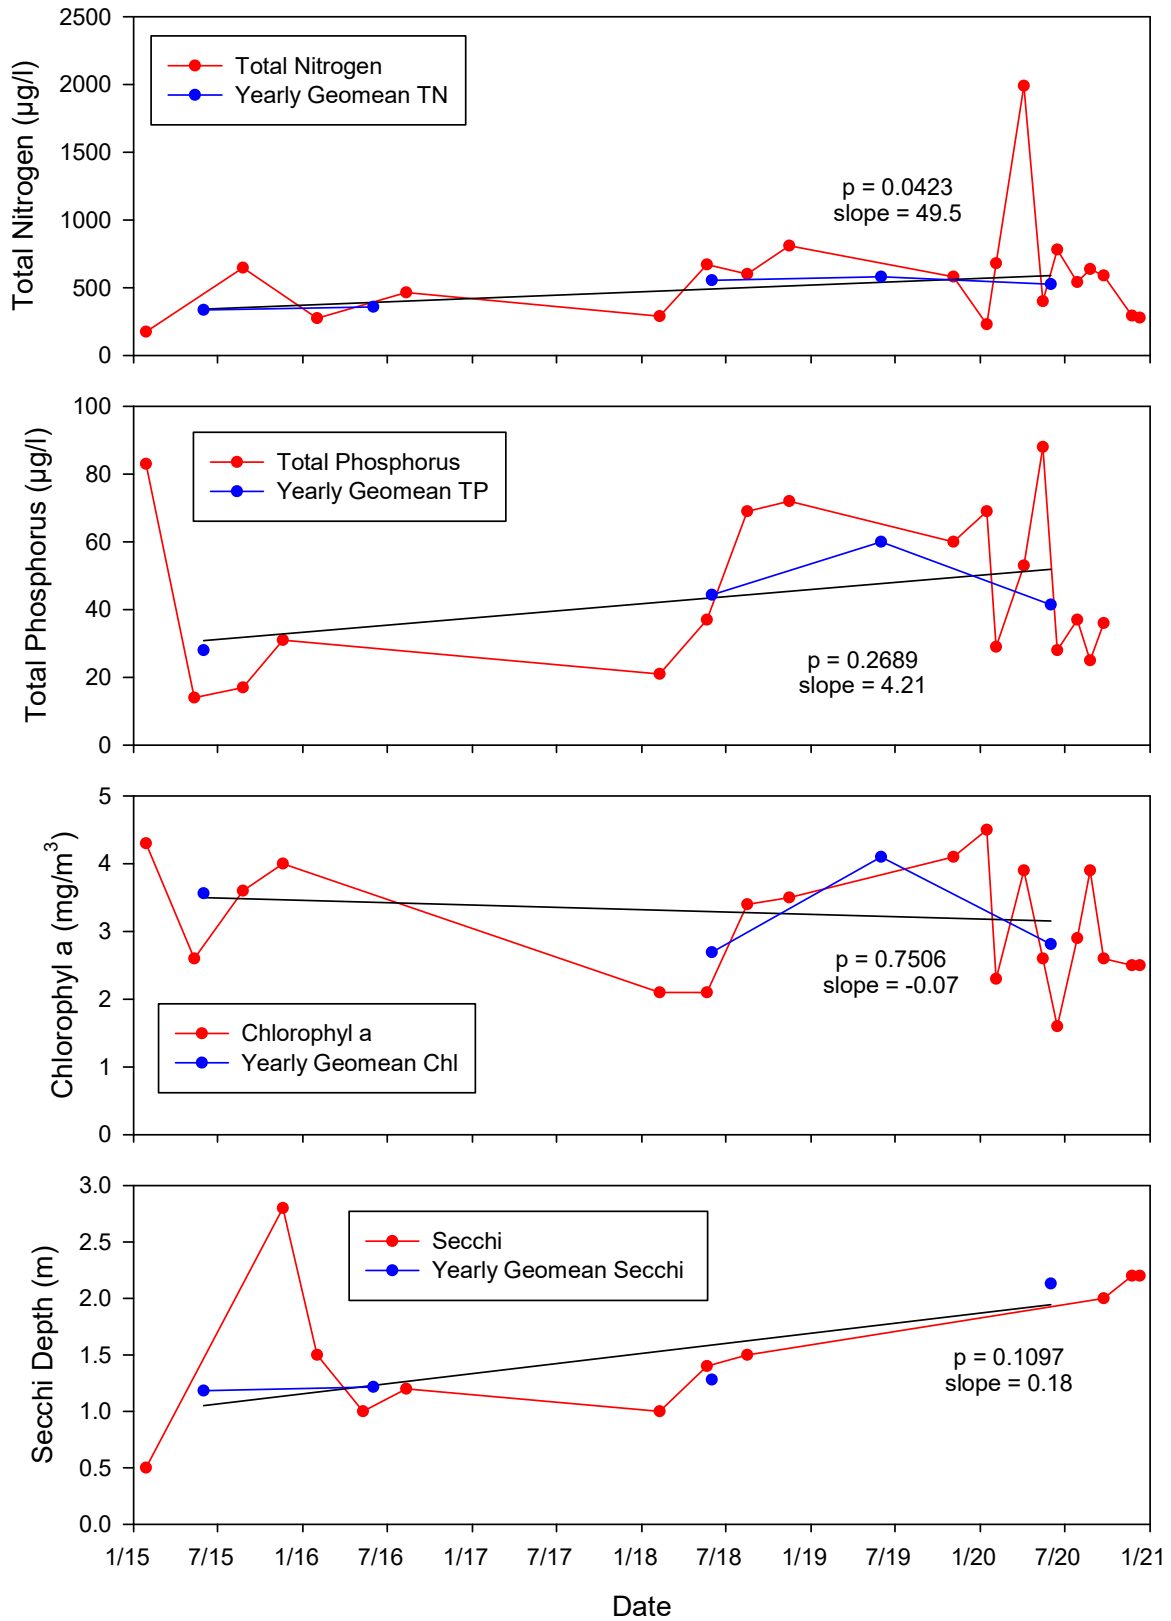 Total Nitrogen (µg/l)
2500
2000
1500
1000
500
0
Total Nitrogen
Yearly Geomean TN
p = 0.0423
slope = 49.5
Total Phosphorus (µg/l)
100
80
60
40
20
0
Total Phosphorus
Yearly Geomean TP
p = 0.2689
slope = 4.21
Chlorophyl a (mg/m³)
5
4
3
2
1
0
p = 0.7506
slope = -0.07
Chlorophyl a
Yearly Geomean Chl
Secchi Depth (m)
3.0
2.5
2.0
1.5
1.0
0.5
0.0
Secchi
Yearly Geomean Secchi
p = 0.1097
slope = 0.18
1/15 7/15 1/16 7/16 1/17 7/17 1/18 7/18 1/19 7/19 1/20 7/20 1/21
Date